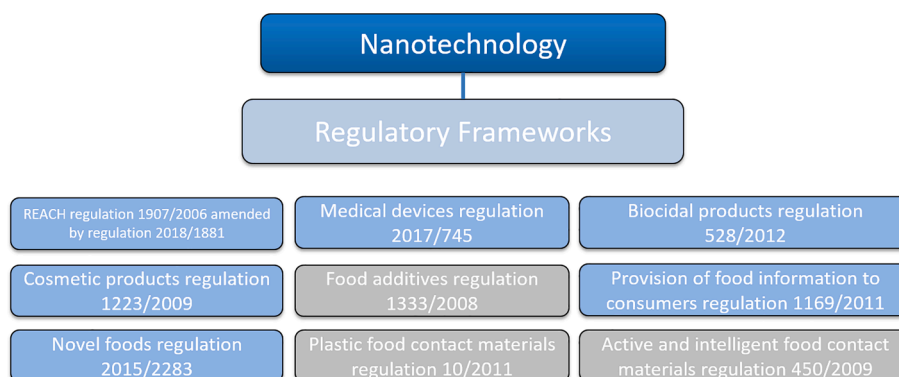 Nanotechnology
Regulatory Frameworks
REACH regulation 1907/2006 amended
by regulation 2018/1881
Medical devices regulation
2017/745
Biocidal products regulation
528/2012
Cosmetic products regulation
1223/2009
Food additives regulation
1333/2008
Provision of food information to
consumers regulation 1169/2011
Novel foods regulation
2015/2283
Plastic food contact materials
regulation 10/2011
Active and intelligent food contact
materials regulation 450/2009